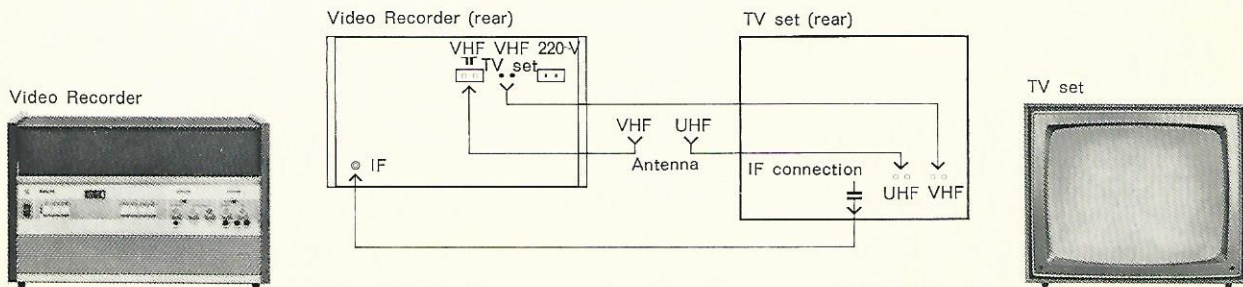 Video Recorder (rear)
TV set (rear)
VHF VHF 220-V
TV set
Video Recorder
TV set
VHF UHF
Antenna
IF
IF connection
UHF VHF